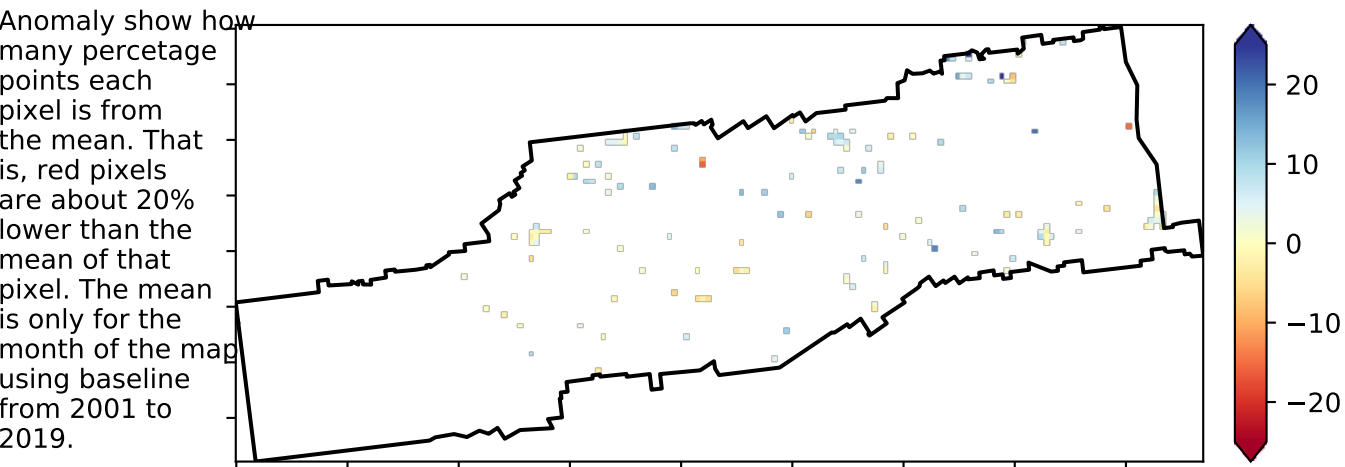 Anomaly show how
many percetage
points each
pixel is from
the mean. That
is, red pixels
are about 20%
lower than the
mean of that
pixel. The mean
is only for the
month of the map
using baseline
from 2001 to
2019.
20
10
0
−10
−20